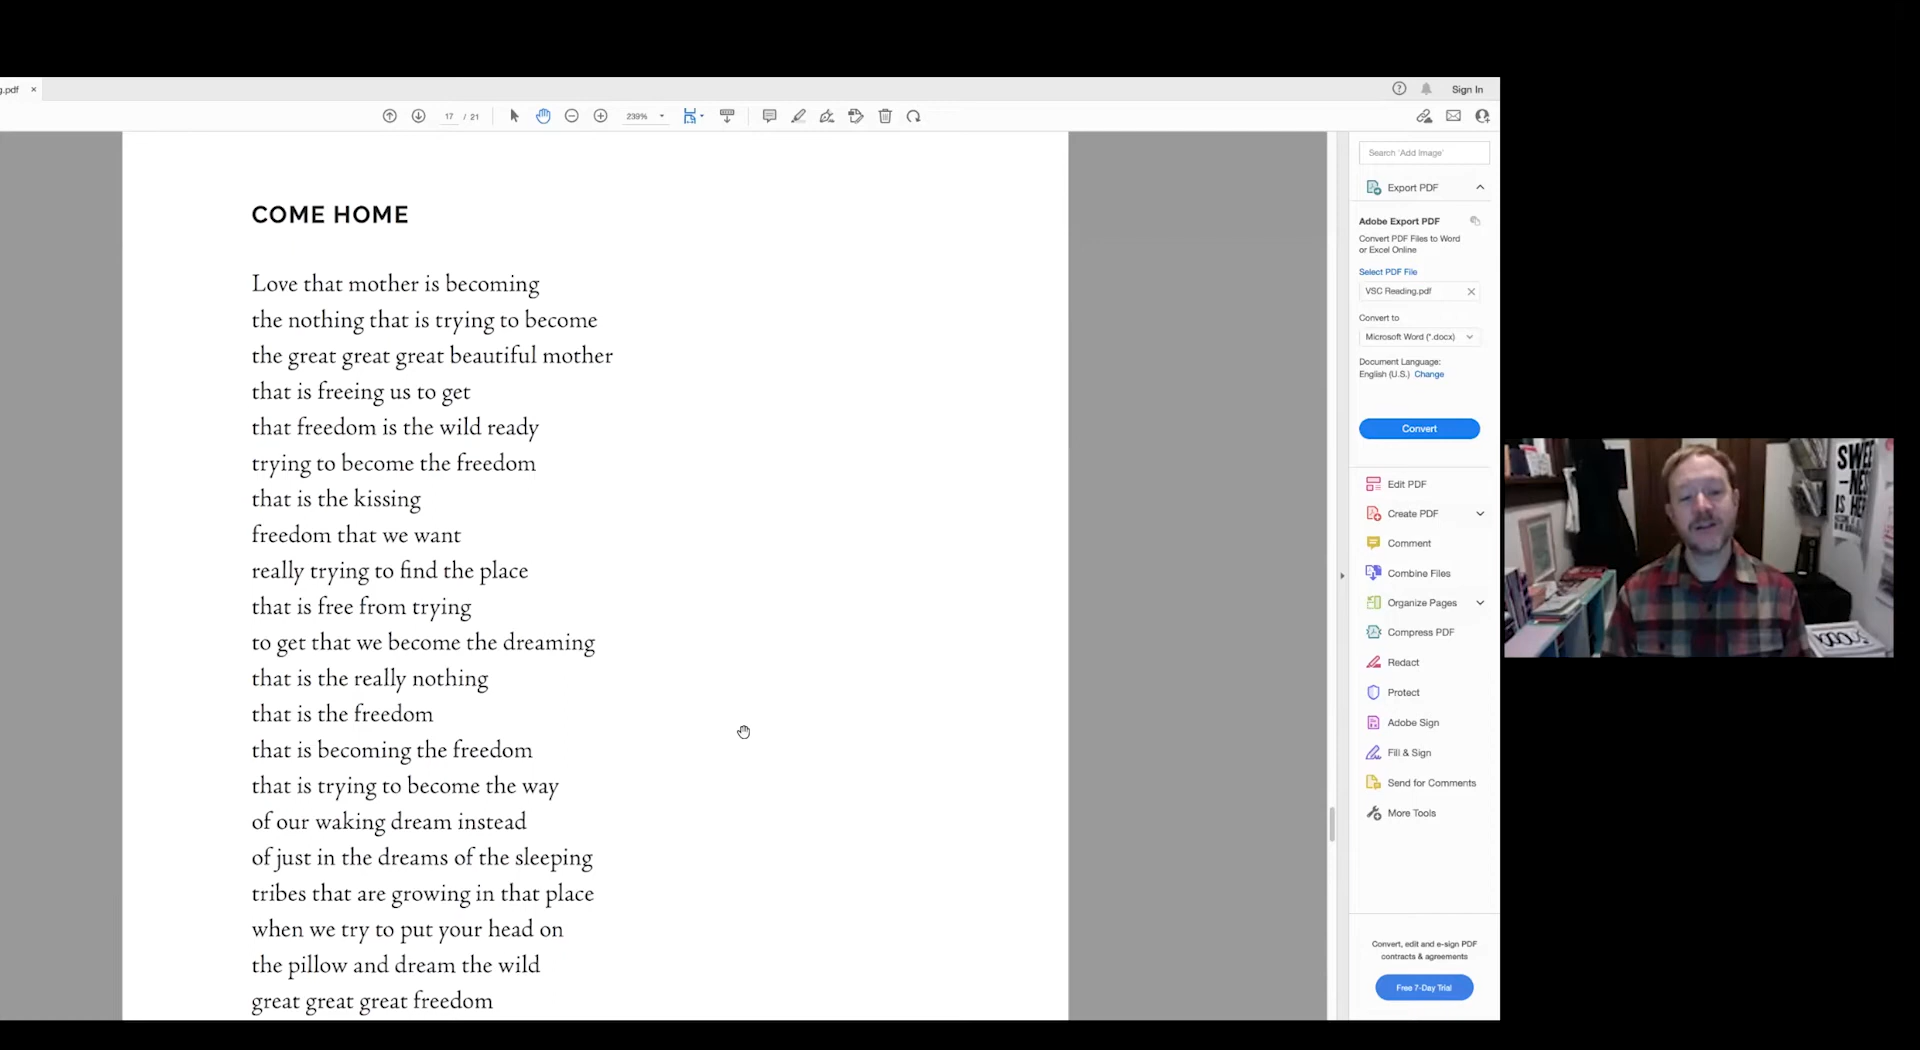 g.pdf ×
Sign In
17 / 21
239%
COME HOME
Love that mother is becoming
the nothing that is trying to become
the great great great beautiful mother
that is freeing us to get
that freedom is the wild ready
trying to become the freedom
that is the kissing
freedom that we want
really trying to find the place
that is free from trying
to get that we become the dreaming
that is the really nothing
that is the freedom
that is becoming the freedom
that is trying to become the way
of our waking dream instead
of just in the dreams of the sleeping
tribes that are growing in that place
when we try to put your head on
the pillow and dream the wild
great great great freedom
Search 'Add Image'
Export PDF
Adobe Export PDF
Convert PDF Files to Word
or Excel Online
Select PDF File
VSC Reading.pdf
Convert to
Microsoft Word (*.docx)
Document Language:
English (U.S.) Change
Convert
Edit PDF
Create PDF
Comment
Combine Files
Organize Pages
Compress PDF
Redact
Protect
Adobe Sign
Fill & Sign
Send for Comments
More Tools
Convert, edit and e-sign PDF
contracts & agreements
Free 7-Day Trial
SWEE
-NES
IS HE